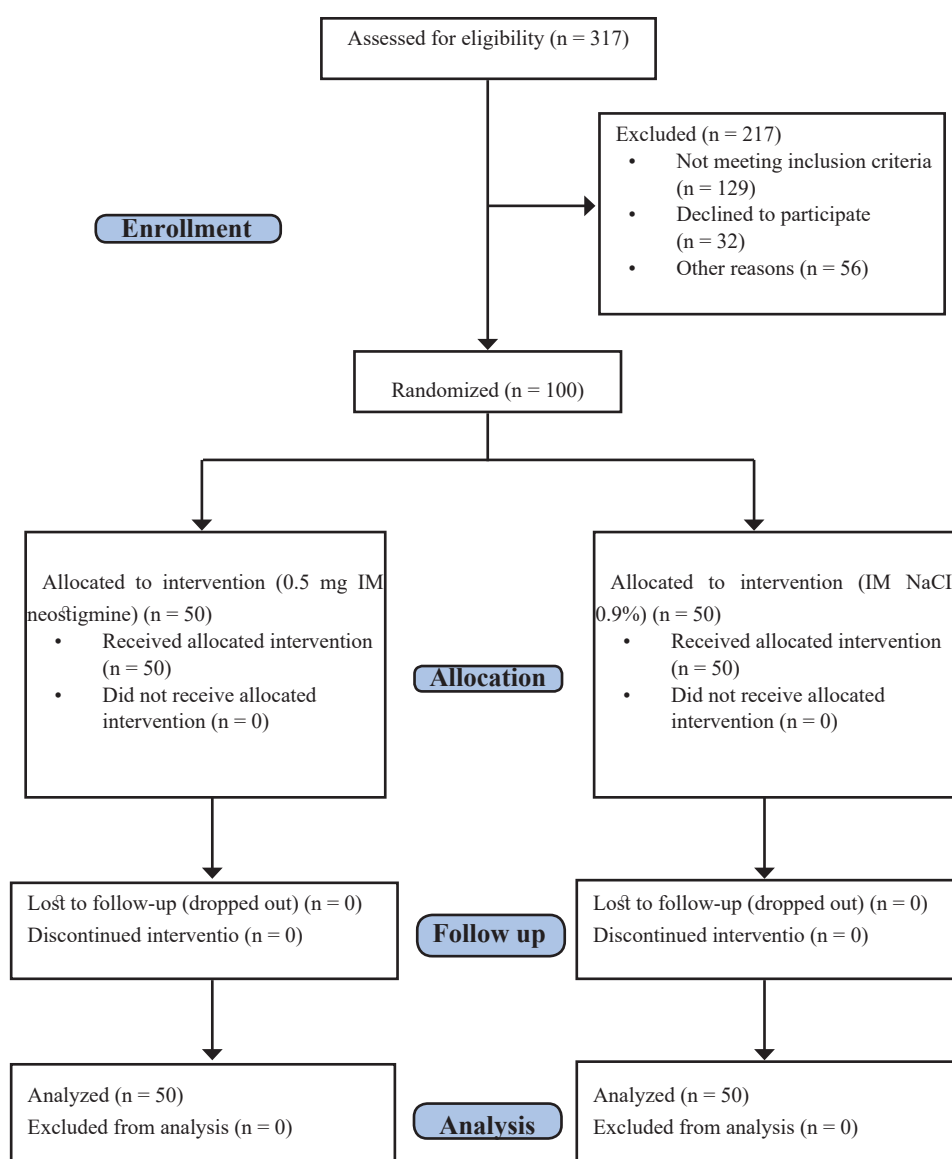 Assessed for eligibility (n = 317)
Excluded (n = 217)
• Not meeting inclusion criteria
(n = 129)
• Declined to participate
(n = 32)
• Other reasons (n = 56)
Enrollment
Randomized (n = 100)
Allocated to intervention (0.5 mg IM
neostigmine) (n = 50)
• Received allocated intervention
(n = 50)
• Did not receive allocated
intervention (n = 0)
Allocation
Allocated to intervention (IM NaCl
0.9%) (n = 50)
• Received allocated intervention
(n = 50)
• Did not receive allocated
intervention (n = 0)
Lost to follow-up (dropped out) (n = 0)
Discontinued interventio (n = 0)
Follow up
Lost to follow-up (dropped out) (n = 0)
Discontinued interventio (n = 0)
Analyzed (n = 50)
Excluded from analysis (n = 0)
Analysis
Analyzed (n = 50)
Excluded from analysis (n = 0)